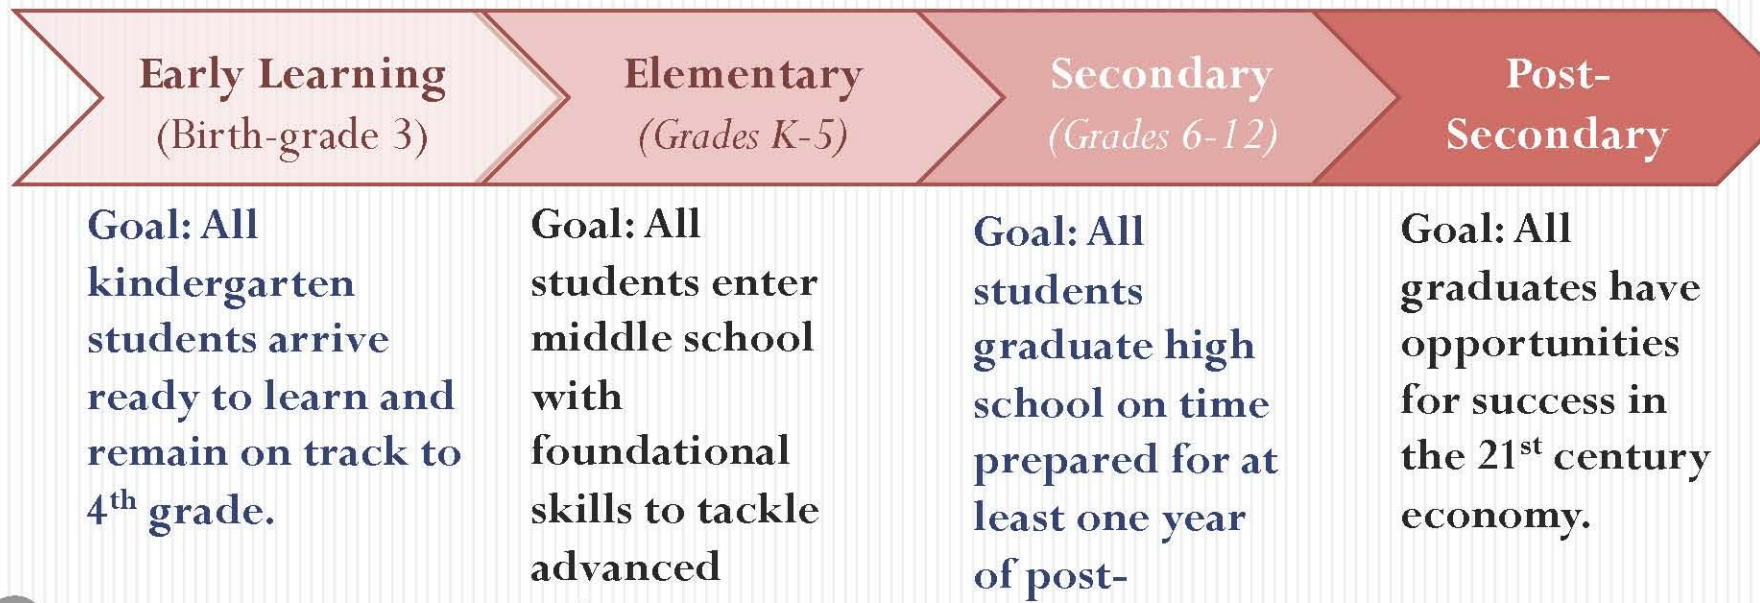 Early Learning
(Birth-grade 3)
Elementary
(Grades K-5)
Secondary
(Grades 6-12)
Post-
Secondary
Goal: All
kindergarten
students arrive
ready to learn and
remain on track to
4th grade.
Goal: All
students enter
middle school
with
foundational
skills to tackle
advanced
Goal: All
students
graduate high
school on time
prepared for at
least one year
of post-
Goal: All
graduates have
opportunities
for success in
the 21st century
economy.